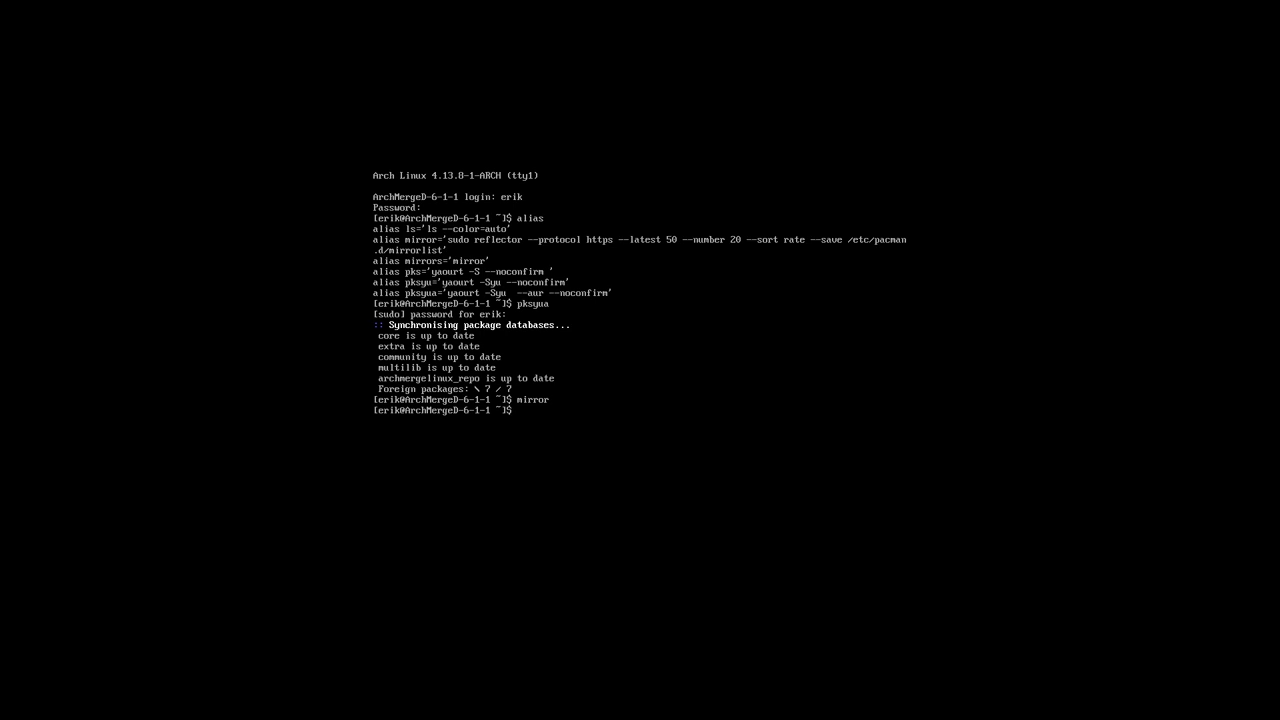 Arch Linux 4.13.8-1-ARCH (tty1)
ArchMergeD-6-1-1 login: erik
Password:
[erik@ArchMergeD-6-1-1 ~]$ alias
alias ls='ls --color=auto'
alias mirror='sudo reflector --protocol https --latest 50 --number 20 --sort rate --save /etc/pacman
.d/mirrorlist'
alias mirrors='mirror'
alias pks='yaourt -S --noconfirm '
alias pksyu='yaourt -Syu --noconfirm'
alias pksyua='yaourt -Syu  --aur --noconfirm'
[erik@ArchMergeD-6-1-1 ~]$ pksyua
[sudo] password for erik:
:: Synchronising package databases...
 core is up to date
 extra is up to date
 community is up to date
 multilib is up to date
 archmergelinux_repo is up to date
 Foreign packages: \ 7 / 7
[erik@ArchMergeD-6-1-1 ~]$ mirror
[erik@ArchMergeD-6-1-1 ~]$